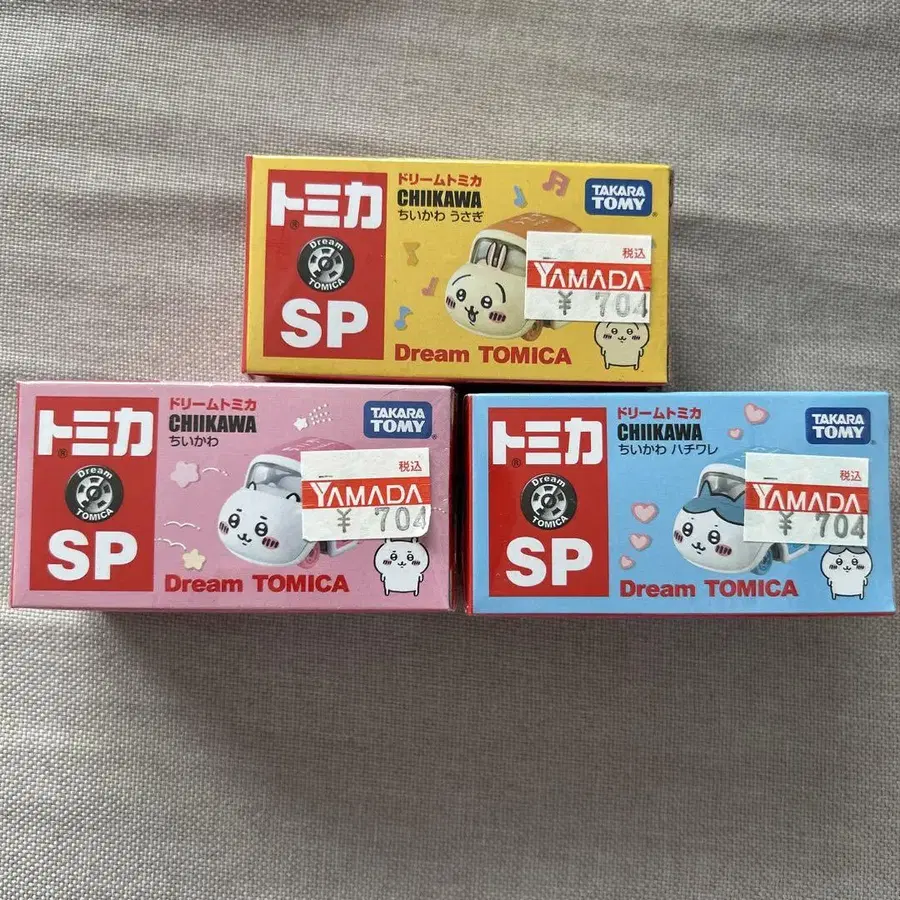 トミカ
®
Dream
TOMICA
SP
ドリームトミカ
CHIIKAWA
ちいかわ うさぎ
TAKARA
TOMY
税込
YAMADA
¥ 704
Dream TOMICA
トミカ
®
Dream
TOMICA
SP
ドリームトミカ
CHIIKAWA
ちいかわ
TAKARA
TOMY
税込
YAMADA
¥ 704
Dream TOMICA
トミカ
®
Dream
TOMICA
SP
ドリームトミカ
CHIIKAWA
ちいかわ ハチワレ
TAKARA
TOMY
税込
YAMADA
¥ 704
Dream TOMICA